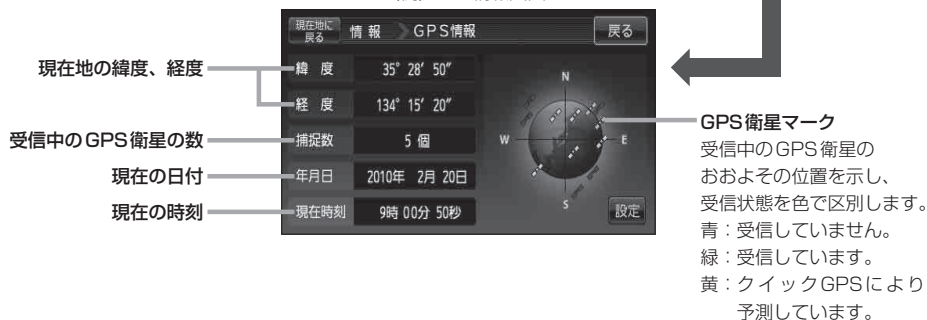 現在地に
戻る
情報 GPS情報
戻る
現在地の緯度、経度
緯度 35° 28′ 50″
経度 134° 15′ 20″
受信中のGPS衛星の数
捕捉数 5 個
現在の日付
年月日 2010年 2月 20日
現在の時刻
現在時刻 9時 00分 50秒
N
W
E
S
設定
GPS衛星マーク
受信中のGPS衛星の
おおよその位置を示し、
受信状態を色で区別します。
青：受信していません。
緑：受信しています。
黄：クイックGPSにより
予測しています。